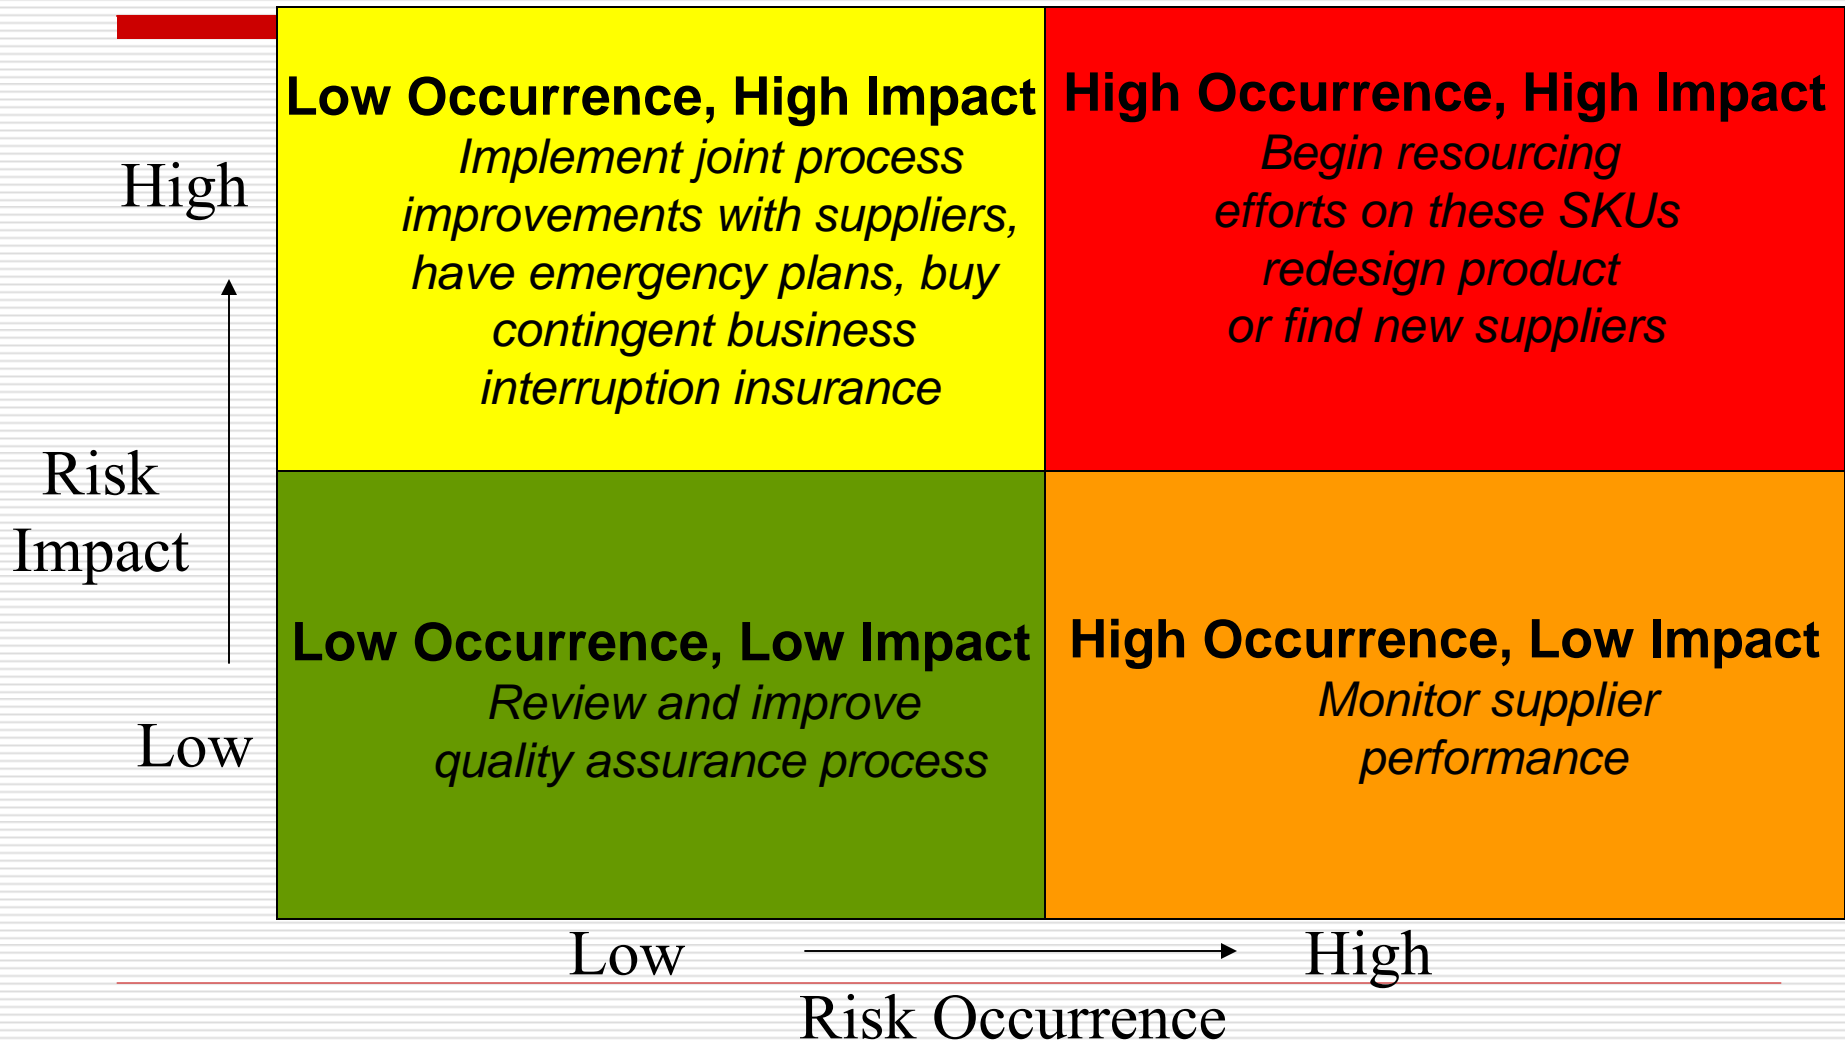 Low Occurrence, High Impact
Implement joint process
improvements with suppliers,
have emergency plans, buy
contingent business
interruption insurance
High Occurrence, High Impact
Begin resourcing
efforts on these SKUs
redesign product
or find new suppliers
High
Risk
Impact
Low
Low Occurrence, Low Impact
Review and improve
quality assurance process
High Occurrence, Low Impact
Monitor supplier
performance
Low
High
Risk Occurrence